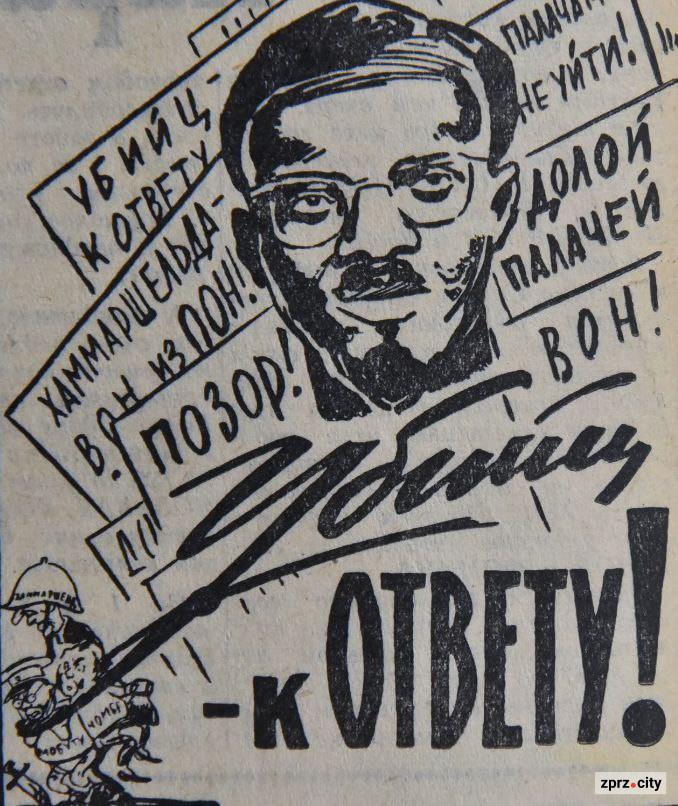 УБИЙЦ -
К ОТВЕТУ
ПАЛАЧАМ
НЕ УЙТИ!
ДОЛОЙ
ПАЛАЧЕЙ
ХАММАРШЕЛЬДА -
ВОН ИЗ ООН!
ПОЗОР!
ВОН!
Убийц
- к ОТВЕТУ!
МОБУТУ
ЧОМБЕ
zprz.city